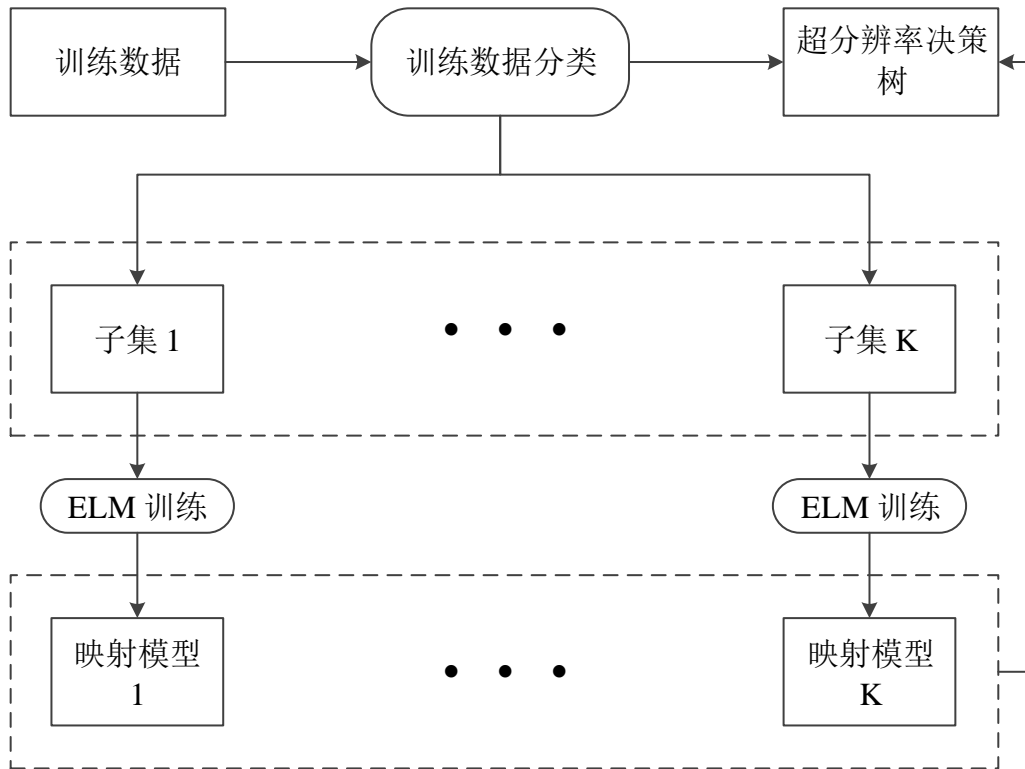 训练数据
训练数据分类
超分辨率决策
树
子集 1
• • •
子集 K
ELM 训练
ELM 训练
映射模型
1
• • •
映射模型
K